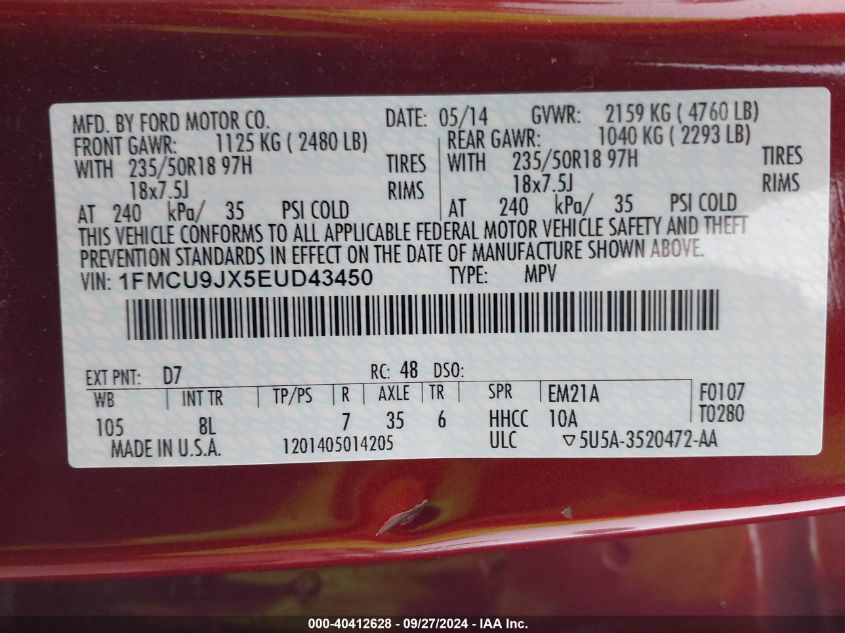 MFD. BY FORD MOTOR CO. DATE: 05/14 GVWR: 2159 KG ( 4760 LB)
FRONT GAWR: 1125 KG ( 2480 LB) REAR GAWR: 1040 KG ( 2293 LB)
WITH 235/50R18 97H TIRES WITH 235/50R18 97H TIRES
18x7.5J RIMS 18x7.5J RIMS
AT 240 kPa/ 35 PSI COLD AT 240 kPa/ 35 PSI COLD
THIS VEHICLE CONFORMS TO ALL APPLICABLE FEDERAL MOTOR VEHICLE SAFETY AND THEFT
PREVENTION STANDARDS IN EFFECT ON THE DATE OF MANUFACTURE SHOWN ABOVE.
VIN: 1FMCU9JX5EUD43450 TYPE: MPV
EXT PNT: D7 RC: 48 DSO:
WB INT TR TP/PS R AXLE TR SPR EM21A F0107
105 8L 7 35 6 HHCC 10A T0280
MADE IN U.S.A. 1201405014205 ULC ▽5U5A-3520472-AA
000-40412628 - 09/27/2024 - IAA Inc.